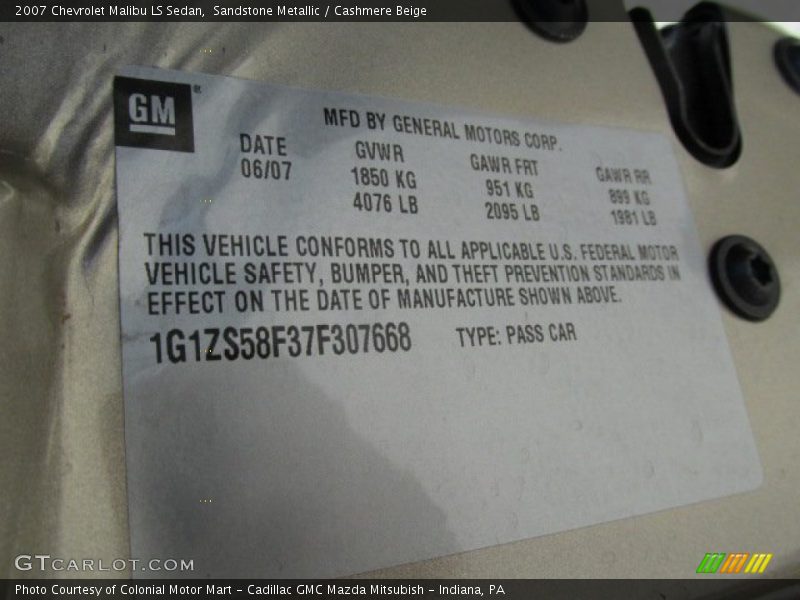 2007 Chevrolet Malibu LS Sedan,  Sandstone Metallic / Cashmere Beige
GM®
MFD BY GENERAL MOTORS CORP.
DATE GVWR GAWR FRT GAWR RR
06/07 1850 KG 951 KG 899 KG
4076 LB 2095 LB 1981 LB
THIS VEHICLE CONFORMS TO ALL APPLICABLE U.S. FEDERAL MOTOR
VEHICLE SAFETY, BUMPER, AND THEFT PREVENTION STANDARDS IN
EFFECT ON THE DATE OF MANUFACTURE SHOWN ABOVE.
1G1ZS58F37F307668 TYPE: PASS CAR
GTCARLOT.COM
Photo Courtesy of Colonial Motor Mart - Cadillac GMC Mazda Mitsubish - Indiana, PA